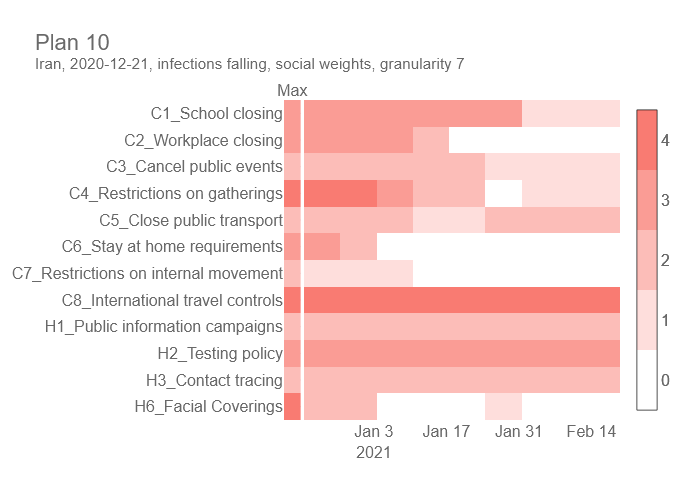 Plan 10
Iran, 2020-12-21, infections falling, social weights, granularity 7
Max
C1_School closing
C2_Workplace closing
C3_Cancel public events
C4_Restrictions on gatherings
C5_Close public transport
C6_Stay at home requirements
C7_Restrictions on internal movement
C8_International travel controls
H1_Public information campaigns
H2_Testing policy
H3_Contact tracing
H6_Facial Coverings
Jan 3 Jan 17 Jan 31 Feb 14
2021
4
3
2
1
0